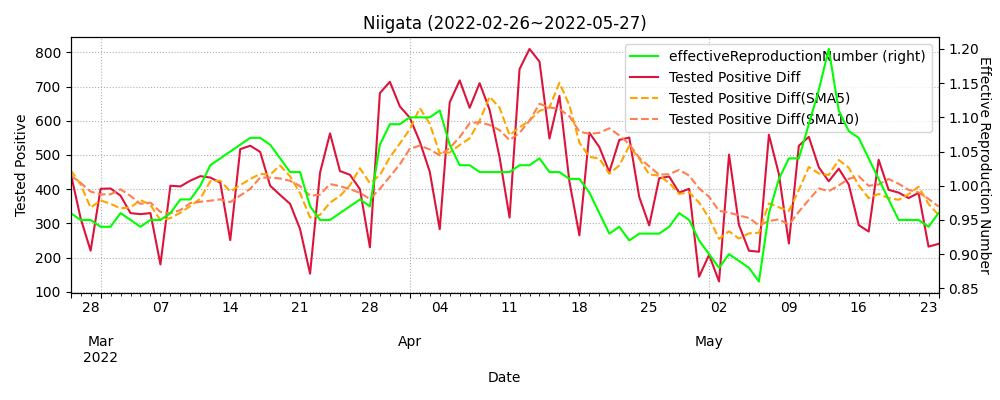 Niigata (2022-02-26~2022-05-27)
effectiveReproductionNumber (right)
Tested Positive Diff
Tested Positive Diff(SMA5)
Tested Positive Diff(SMA10)
Tested Positive
800
700
600
500
400
300
200
100
1.20
1.15
1.10
1.05
1.00
0.95
0.90
0.85
Effective Reproduction Number
28 07 14 21 28 04 11 18 25 02 09 16 23
Mar Apr May
2022
Date